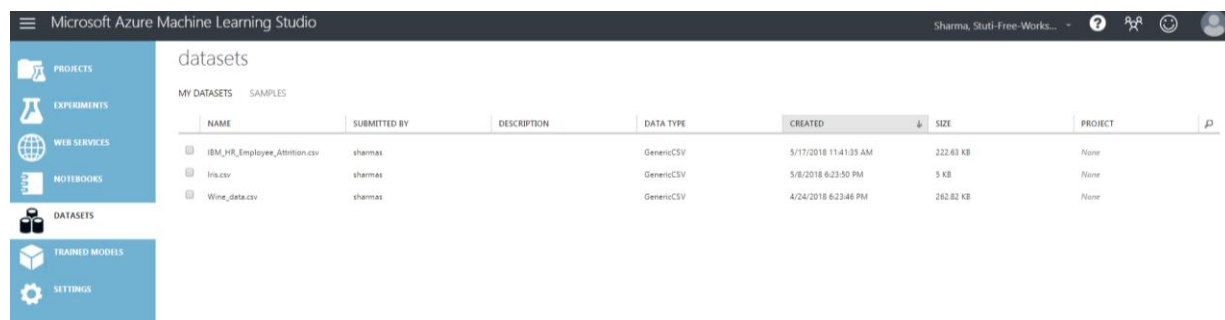 Microsoft Azure Machine Learning Studio
Sharma, Stuti-Free-Works...
?
PROJECTS
EXPERIMENTS
WEB SERVICES
NOTEBOOKS
DATASETS
TRAINED MODELS
SETTINGS
datasets
MY DATASETS SAMPLES
NAME SUBMITTED BY DESCRIPTION DATA TYPE CREATED SIZE PROJECT
IBM_HR_Employee_Attrition.csv sharmas GenericCSV 5/17/2018 11:41:35 AM 222.63 KB None
Iris.csv sharmas GenericCSV 5/8/2018 6:23:50 PM 5 KB None
Wine_data.csv sharmas GenericCSV 4/24/2018 6:23:46 PM 262.82 KB None